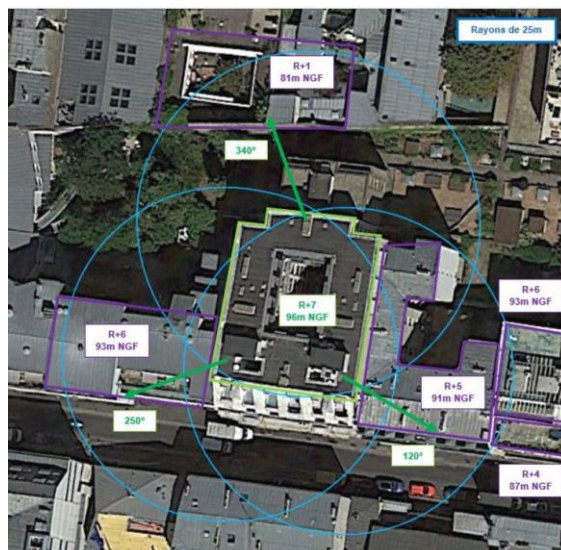 Rayons de 25m
R+1
81m NGF
340°
R+6
93m NGF
R+7
96m NGF
R+6
93m NGF
R+5
91m NGF
250°
120°
R+4
87m NGF